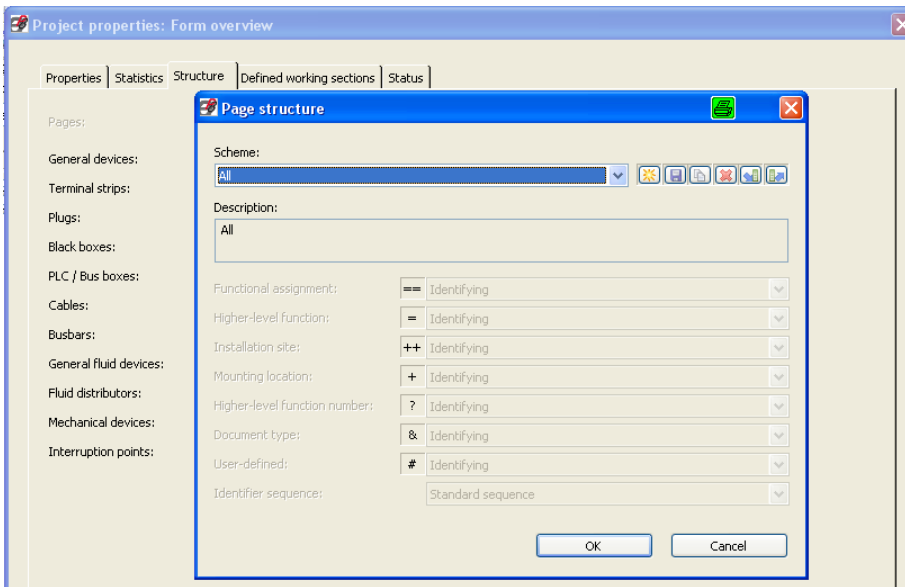 Project properties: Form overview
Properties Statistics Structure Defined working sections Status
Pages:
General devices:
Terminal strips:
Plugs:
Black boxes:
PLC / Bus boxes:
Cables:
Busbars:
General fluid devices:
Fluid distributors:
Mechanical devices:
Interruption points:
Page structure
Scheme:
All
Description:
All
Functional assignment: == Identifying
Higher-level function: = Identifying
Installation site: ++ Identifying
Mounting location: + Identifying
Higher-level function number: ? Identifying
Document type: & Identifying
User-defined: # Identifying
Identifier sequence: Standard sequence
OK Cancel